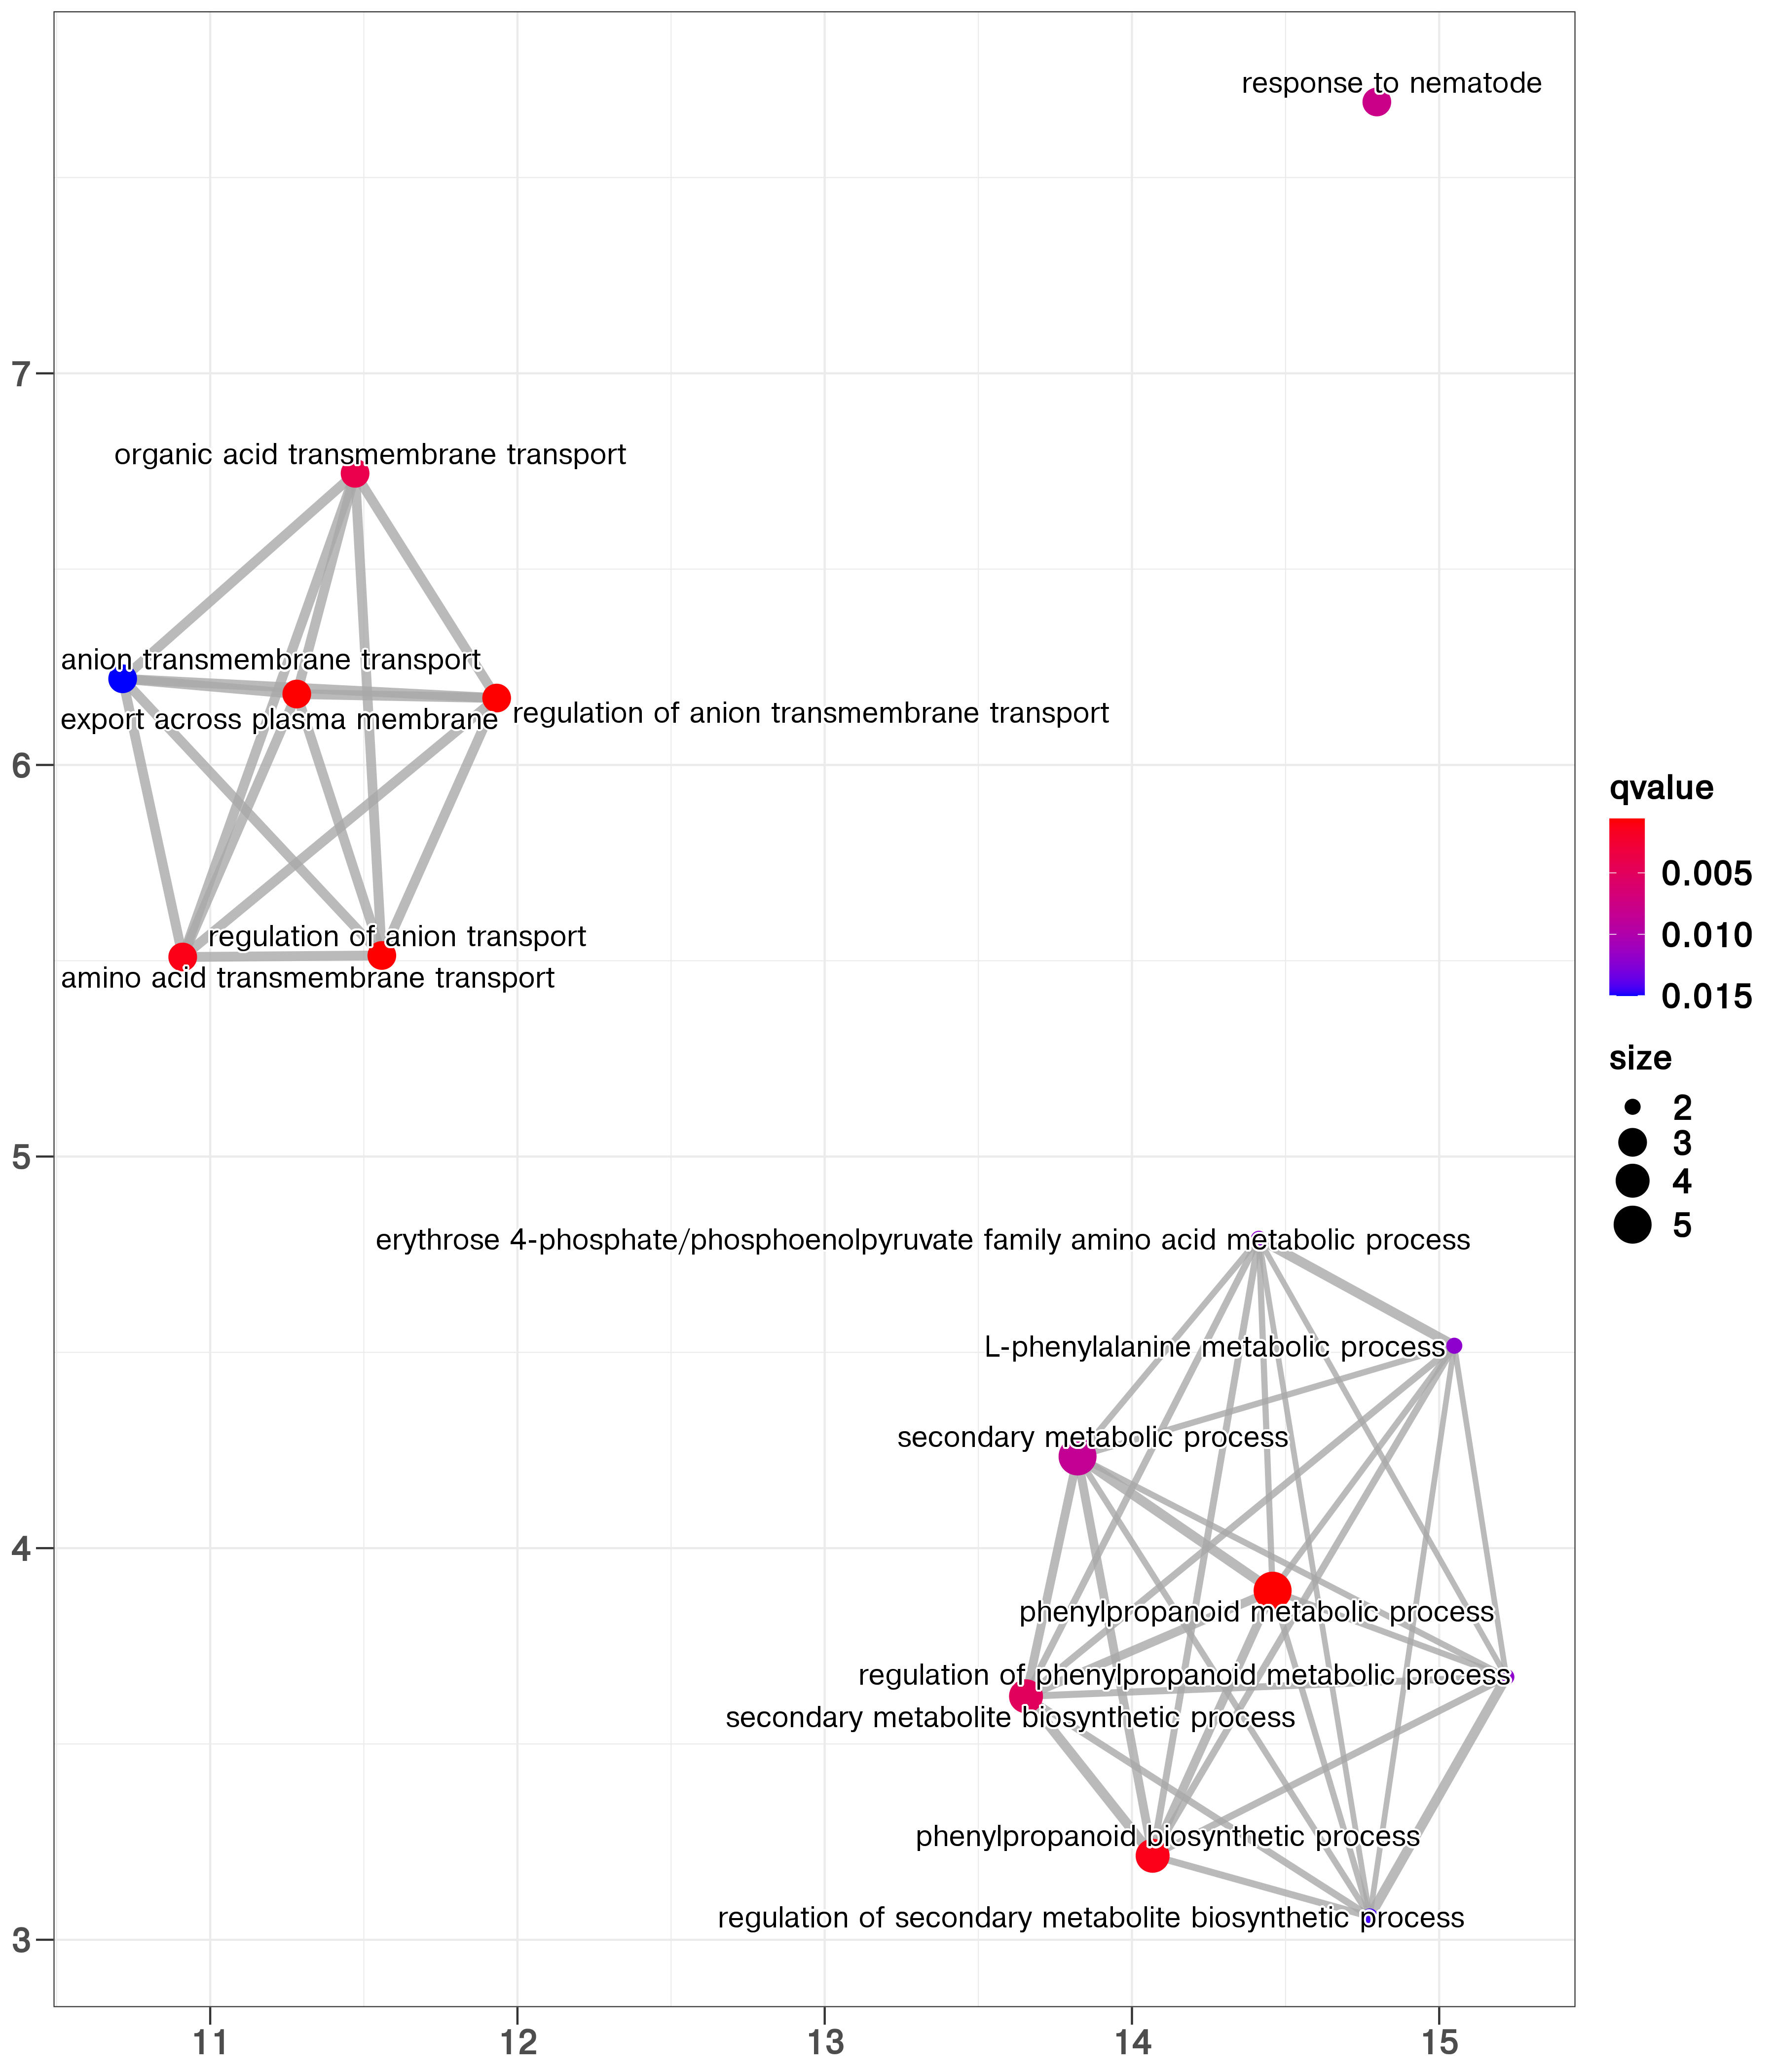 response to nematode
7
organic acid transmembrane transport
anion transmembrane transport
export across plasma membrane
regulation of anion transmembrane transport
6
qvalue
0.005
0.010
0.015
regulation of anion transport
amino acid transmembrane transport
size
2
3
4
5
5
erythrose 4-phosphate/phosphoenolpyruvate family amino acid metabolic process
L-phenylalanine metabolic process
secondary metabolic process
4
phenylpropanoid metabolic process
regulation of phenylpropanoid metabolic process
secondary metabolite biosynthetic process
phenylpropanoid biosynthetic process
regulation of secondary metabolite biosynthetic process
3
11
12
13
14
15